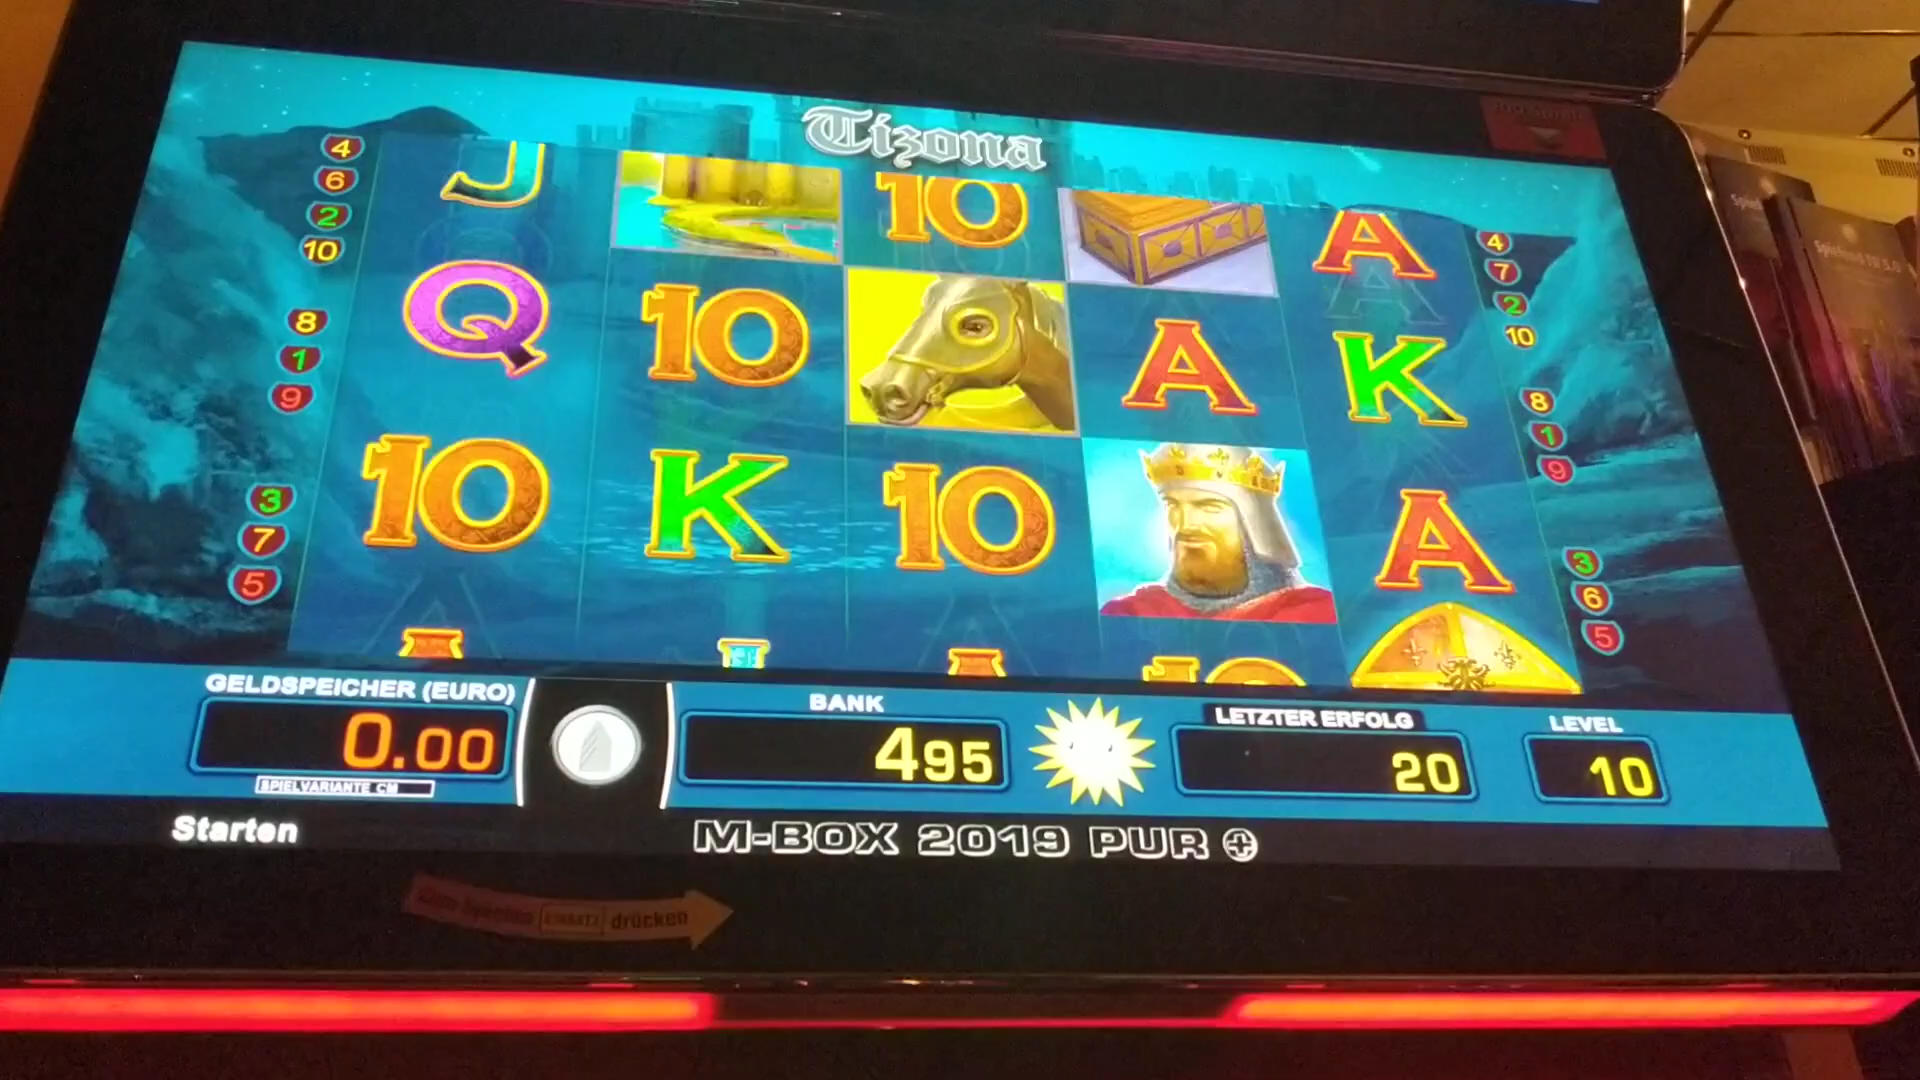 Tizona
4 J 10 A 4
6 7
2 2
10 10
8 Q 10 A K 8
1 1
9 9
3 10 K 10 A 3
7 6
5 5
GELDSPEICHER (EURO) BANK LETZTER ERFOLG LEVEL
0.00 495 20 10
SPIELVARIANTE CM
Starten
M-BOX 2019 PUR
drücken